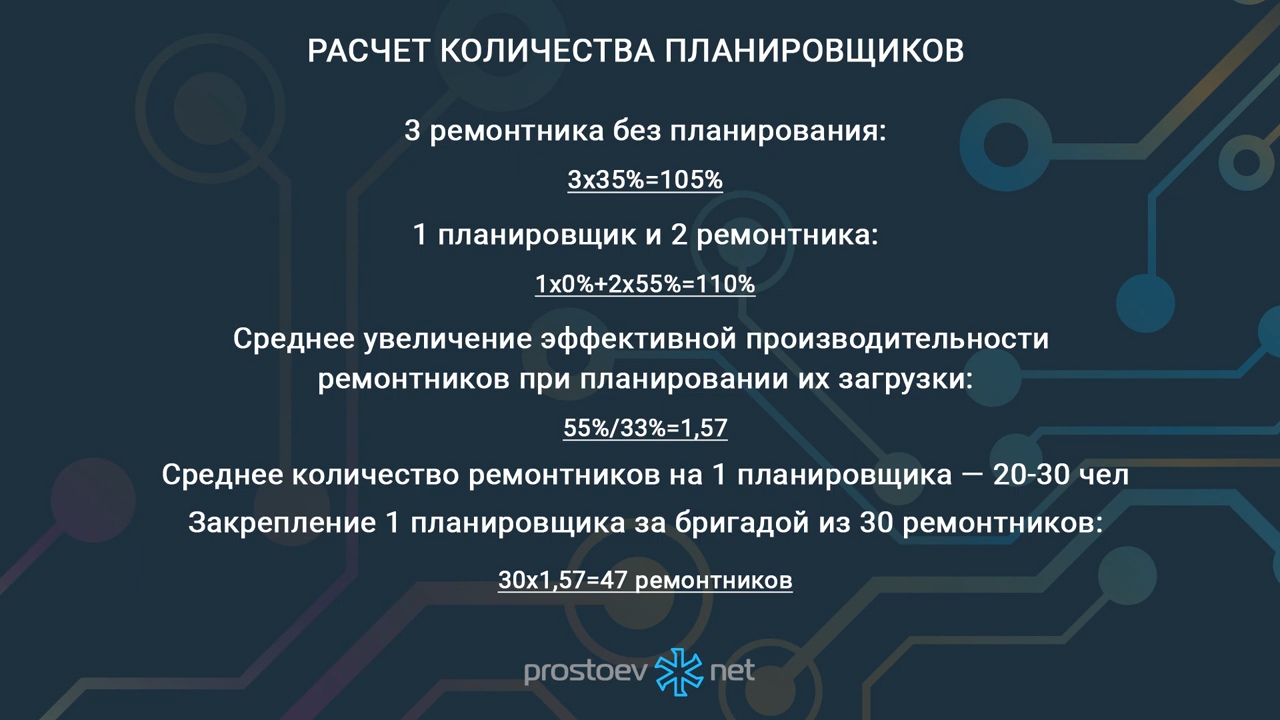 РАСЧЕТ КОЛИЧЕСТВА ПЛАНИРОВЩИКОВ
3 ремонтника без планирования:
3х35%=105%
1 планировщик и 2 ремонтника:
1х0%+2х55%=110%
Среднее увеличение эффективной производительности
ремонтников при планировании их загрузки:
55%/33%=1,57
Среднее количество ремонтников на 1 планировщика — 20-30 чел
Закрепление 1 планировщика за бригадой из 30 ремонтников:
30х1,57=47 ремонтников
prostoev net